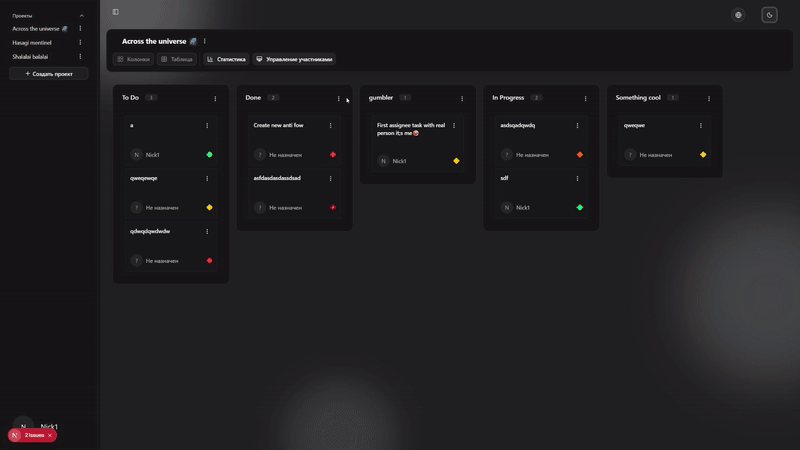 Проекты
Across the universe 🌌
Hasagi mentinel
Shalalai balalai
+ Создать проект
Across the universe 🌌
Колонки
Таблица
Статистика
Управление участниками
To Do 3
a
N Nick1
qweqewqe
? Не назначен
qdwqdqwdwdw
? Не назначен
Done 2
Create new anti fow
? Не назначен
asfdasdasdassdsad
? Не назначен
gumbler 1
First assignee task with real
person it;s me🎯
N Nick1
In Progress 2
asdsqadqwdq
? Не назначен
sdf
N Nick1
Something cool 1
qweqwe
? Не назначен
N Nick1
N 2 Issues ×